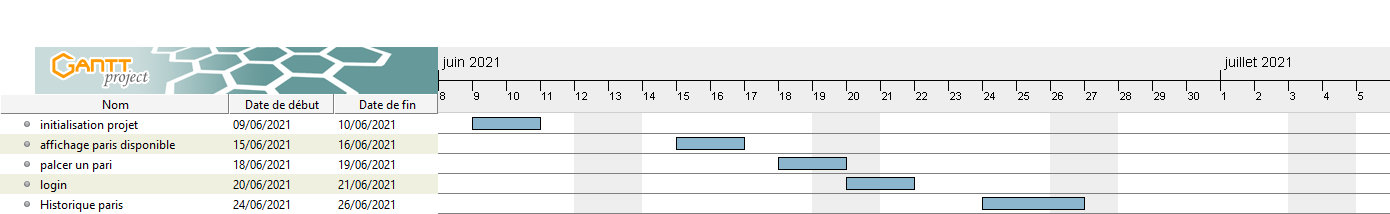 GANTT project
juin 2021 juillet 2021
8 9 10 11 12 13 14 15 16 17 18 19 20 21 22 23 24 25 26 27 28 29 30 1 2 3 4 5
Nom Date de début Date de fin
initialisation projet 09/06/2021 10/06/2021
affichage paris disponible 15/06/2021 16/06/2021
palcer un pari 18/06/2021 19/06/2021
login 20/06/2021 21/06/2021
Historique paris 24/06/2021 26/06/2021